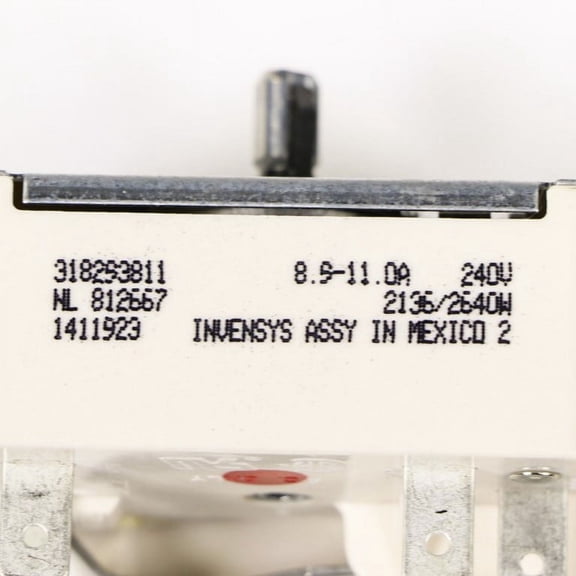 318293811 8.9-11.0A 240V
NL 812667 2136/2640W
1411923 INVENSYS ASSY IN MEXICO 2